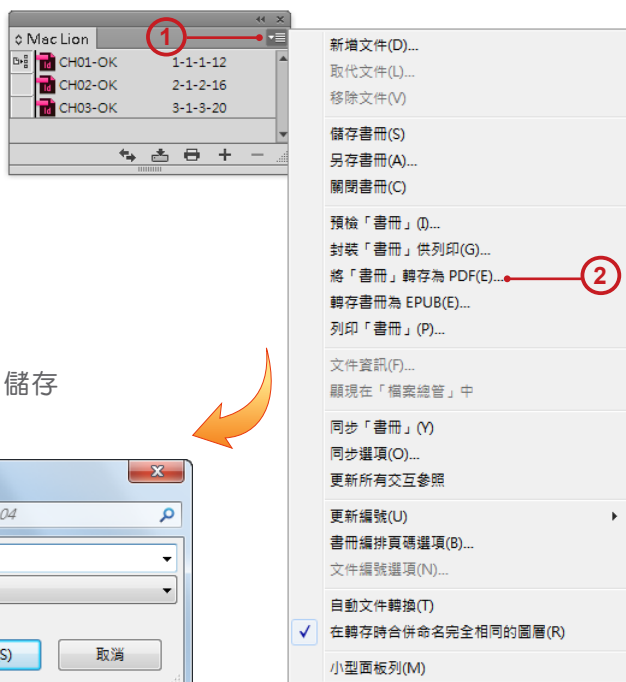 Mac Lion
1
CH01-OK 1-1-1-12
CH02-OK 2-1-2-16
CH03-OK 3-1-3-20
新增文件(D)...
取代文件(L)...
移除文件(V)
儲存書冊(S)
另存書冊(A)...
關閉書冊(C)
預檢「書冊」(I)...
封裝「書冊」供列印(G)...
將「書冊」轉存為 PDF(E)...
2
轉存書冊為 EPUB(E)...
列印「書冊」(P)...
文件資訊(F)...
顯現在「檔案總管」中
同步「書冊」(Y)
同步選項(O)...
更新所有交互參照
更新編號(U)
書冊編排頁碼選項(B)...
文件編號選項(N)...
自動文件轉換(T)
在轉存時合併命名完全相同的圖層(R)
小型面板列(M)
儲存
04
S)
取消